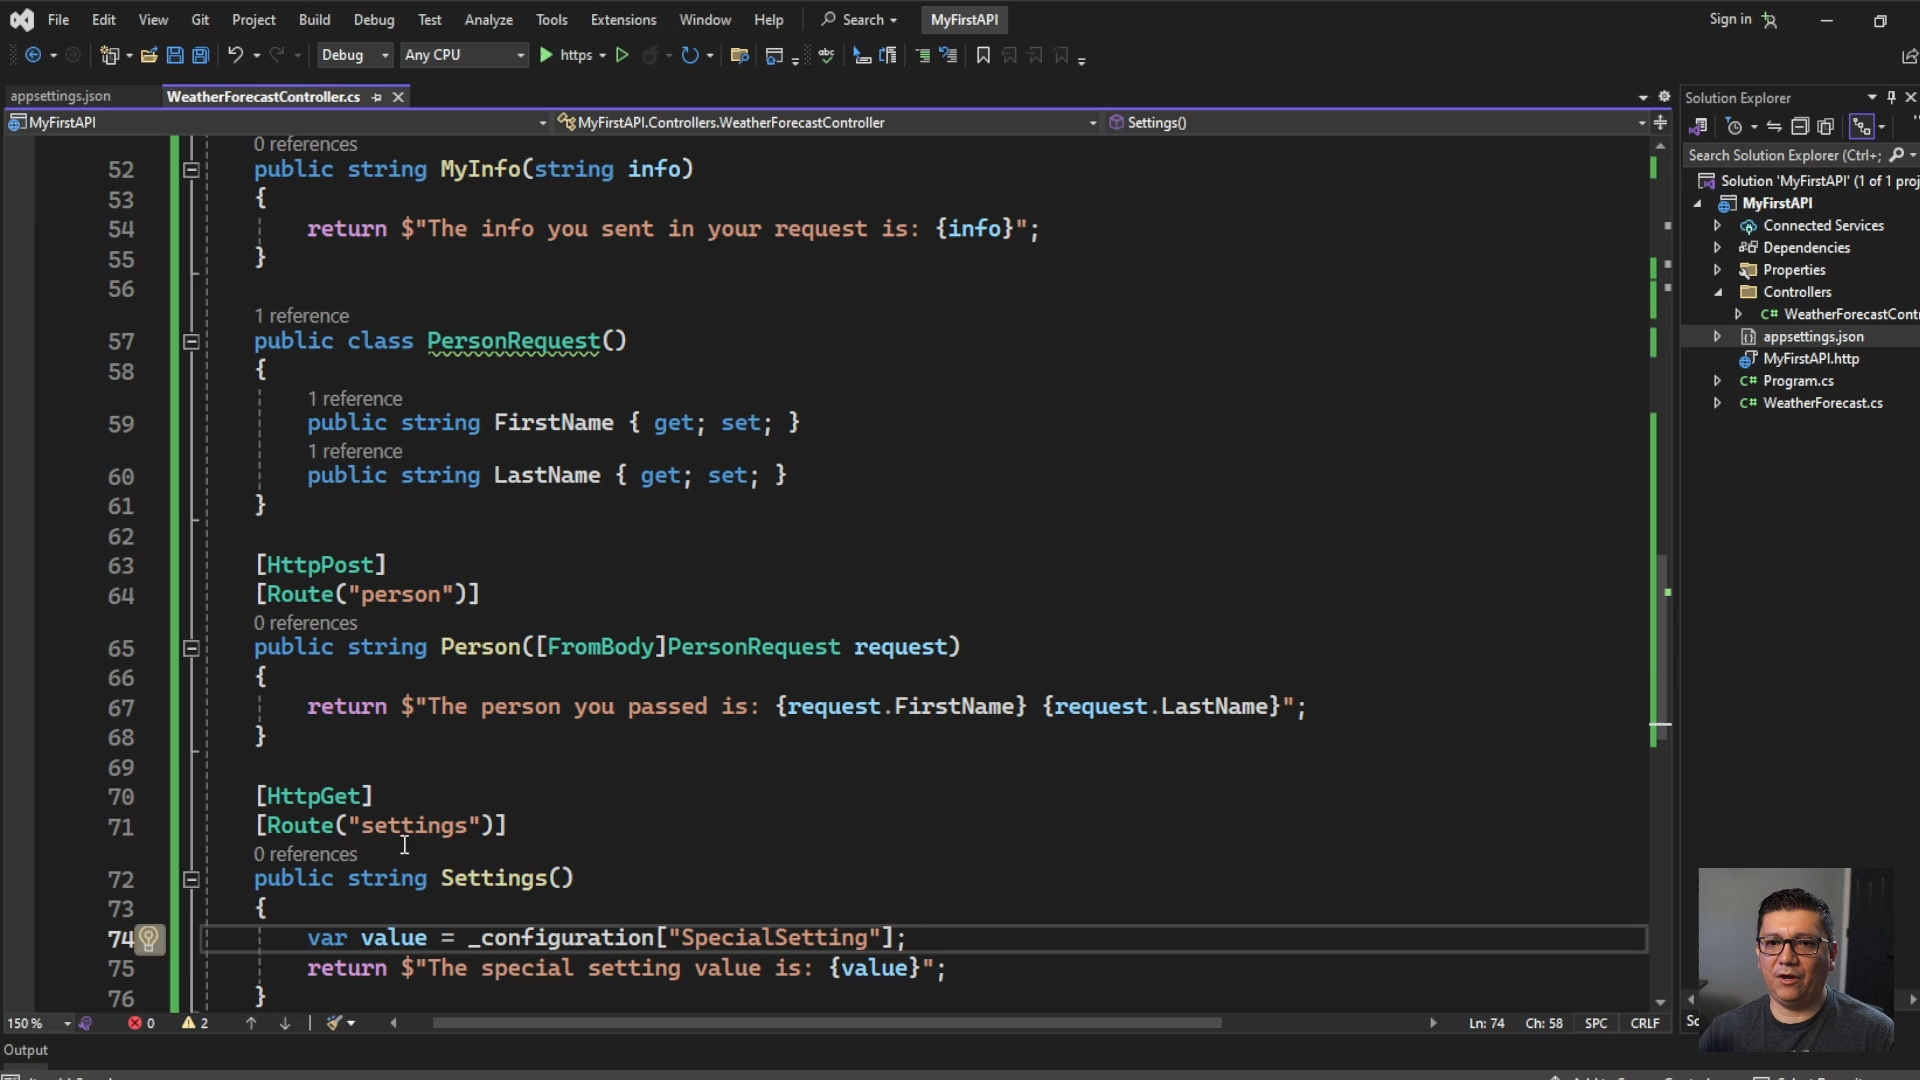 File Edit View Git Project Build Debug Test Analyze Tools Extensions Window Help Search MyFirstAPI Sign in
Debug Any CPU https
appsettings.json WeatherForecastController.cs
MyFirstAPI MyFirstAPI.Controllers.WeatherForecastController Settings()
0 references
52 public string MyInfo(string info)
53 {
54 return $"The info you sent in your request is: {info}";
55 }
56
1 reference
57 public class PersonRequest()
58 {
1 reference
59 public string FirstName { get; set; }
1 reference
60 public string LastName { get; set; }
61 }
62
63 [HttpPost]
64 [Route("person")]
0 references
65 public string Person([FromBody]PersonRequest request)
66 {
67 return $"The person you passed is: {request.FirstName} {request.LastName}";
68 }
69
70 [HttpGet]
71 [Route("settings")]
0 references
72 public string Settings()
73 {
74 var value = _configuration["SpecialSetting"];
75 return $"The special setting value is: {value}";
76 }
150 % 0 2 Ln: 74 Ch: 58 SPC CRLF
Output
Solution Explorer
Search Solution Explorer (Ctrl+;
Solution 'MyFirstAPI' (1 of 1 proj
MyFirstAPI
Connected Services
Dependencies
Properties
Controllers
C# WeatherForecastContr
appsettings.json
MyFirstAPI.http
C# Program.cs
C# WeatherForecast.cs